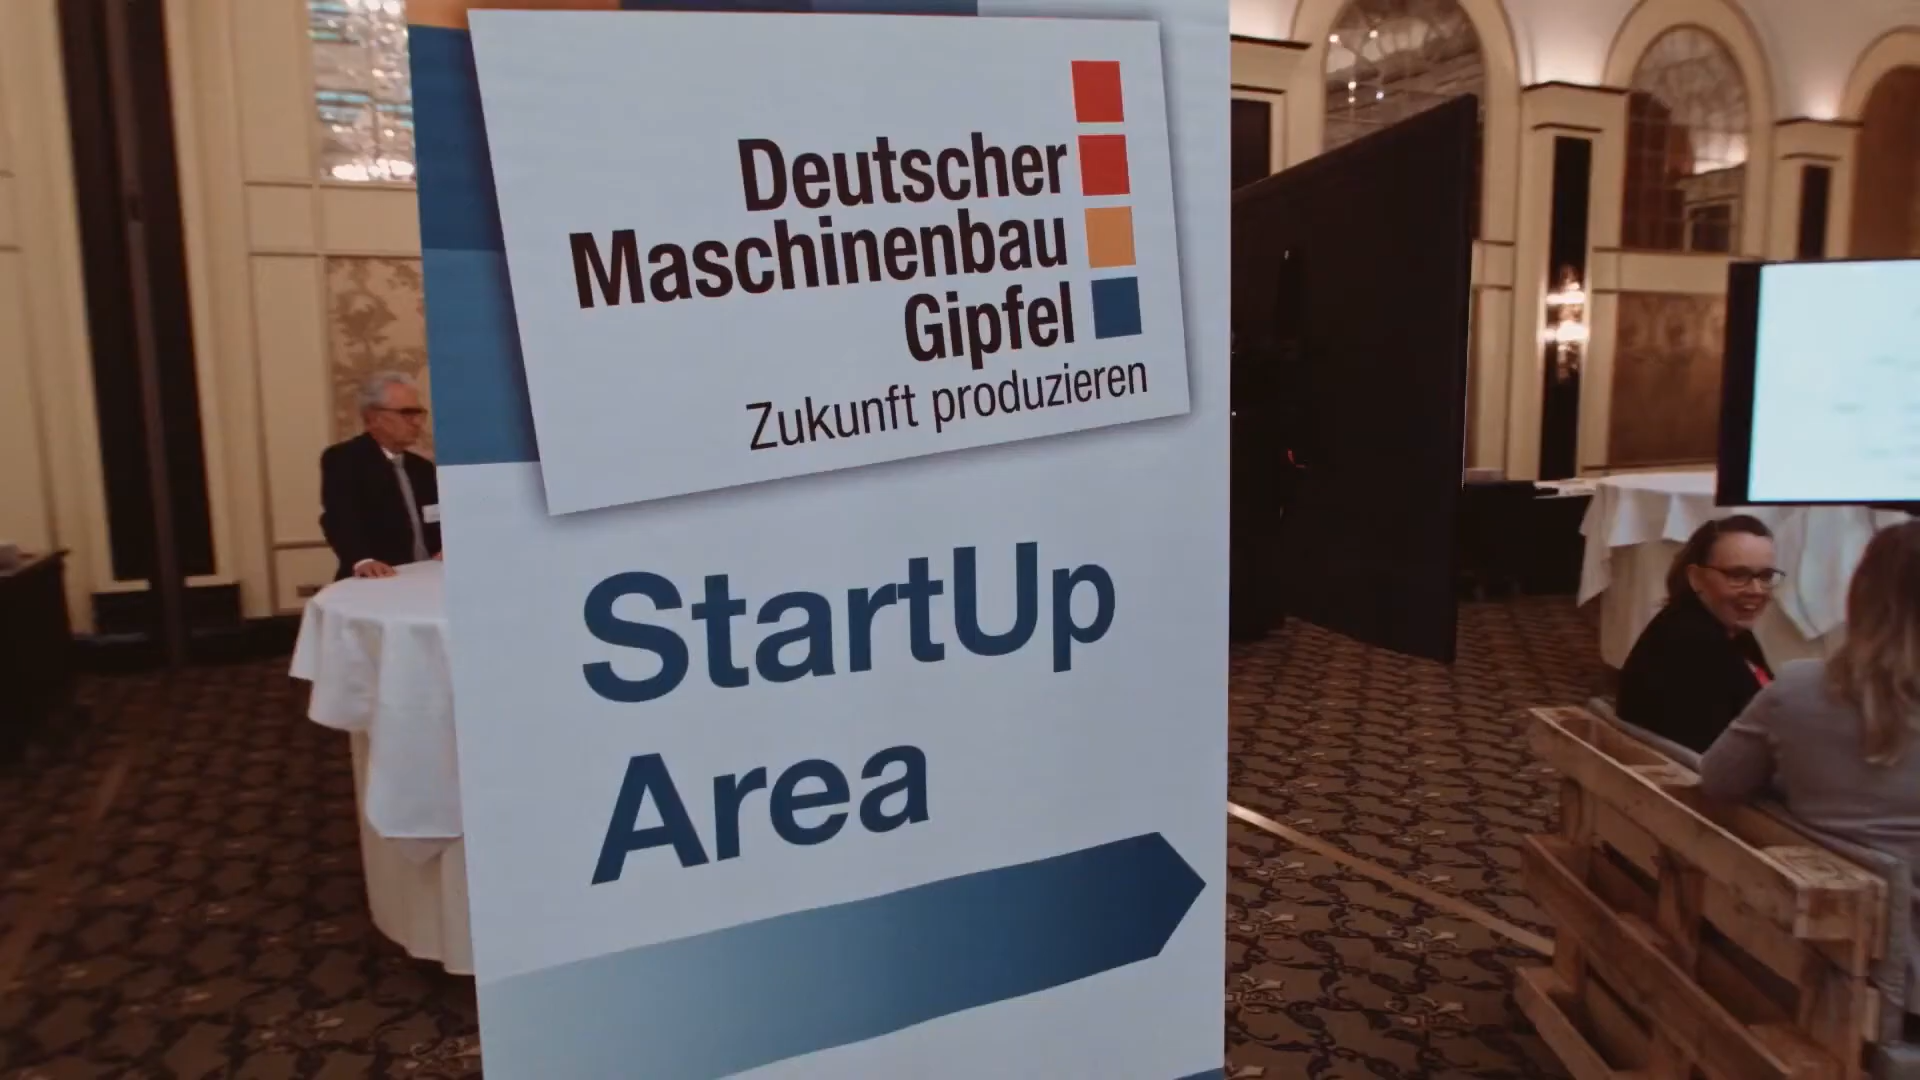 Deutscher
Maschinenbau
Gipfel
Zukunft produzieren
StartUp
Area